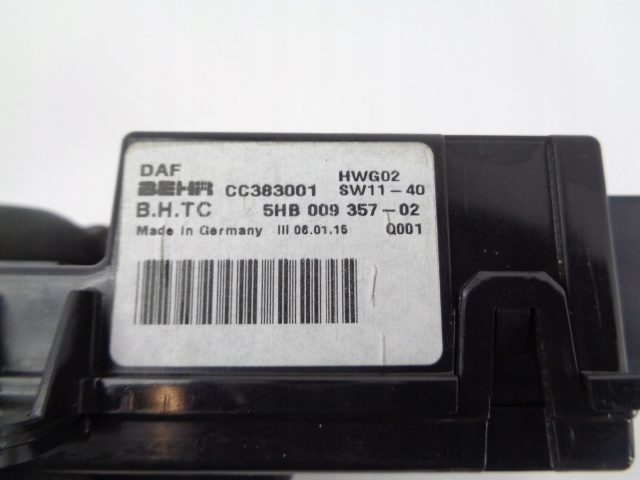 DAF HWG02
BEHR CC383001 SW11-40
B.H.TC 5HB 009 357-02
Made in Germany III 06.01.15 Q001